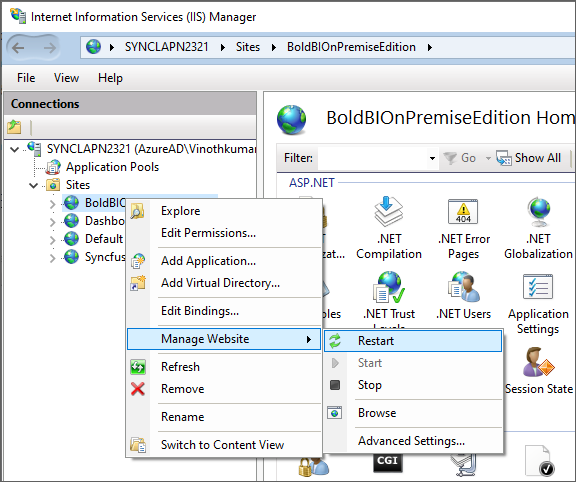 Internet Information Services (IIS) Manager
SYNCLAPN2321 Sites BoldBIOnPremiseEdition
File View Help
Connections
SYNCLAPN2321 (AzureAD\Vinothkumar
Application Pools
Sites
BoldBIO
Dashbo
Default
Syncfus
BoldBIOnPremiseEdition Hom
Filter: Go Show All
ASP.NET
.NET
Compilation
.NET Error
Pages
.NET
Globalization
.NET Trust
Levels
.NET Users
Application
Settings
Session State
CGI
404
Explore
Edit Permissions...
Add Application...
Add Virtual Directory...
Edit Bindings...
Manage Website
Refresh
Remove
Rename
Switch to Content View
Restart
Start
Stop
Browse
Advanced Settings...